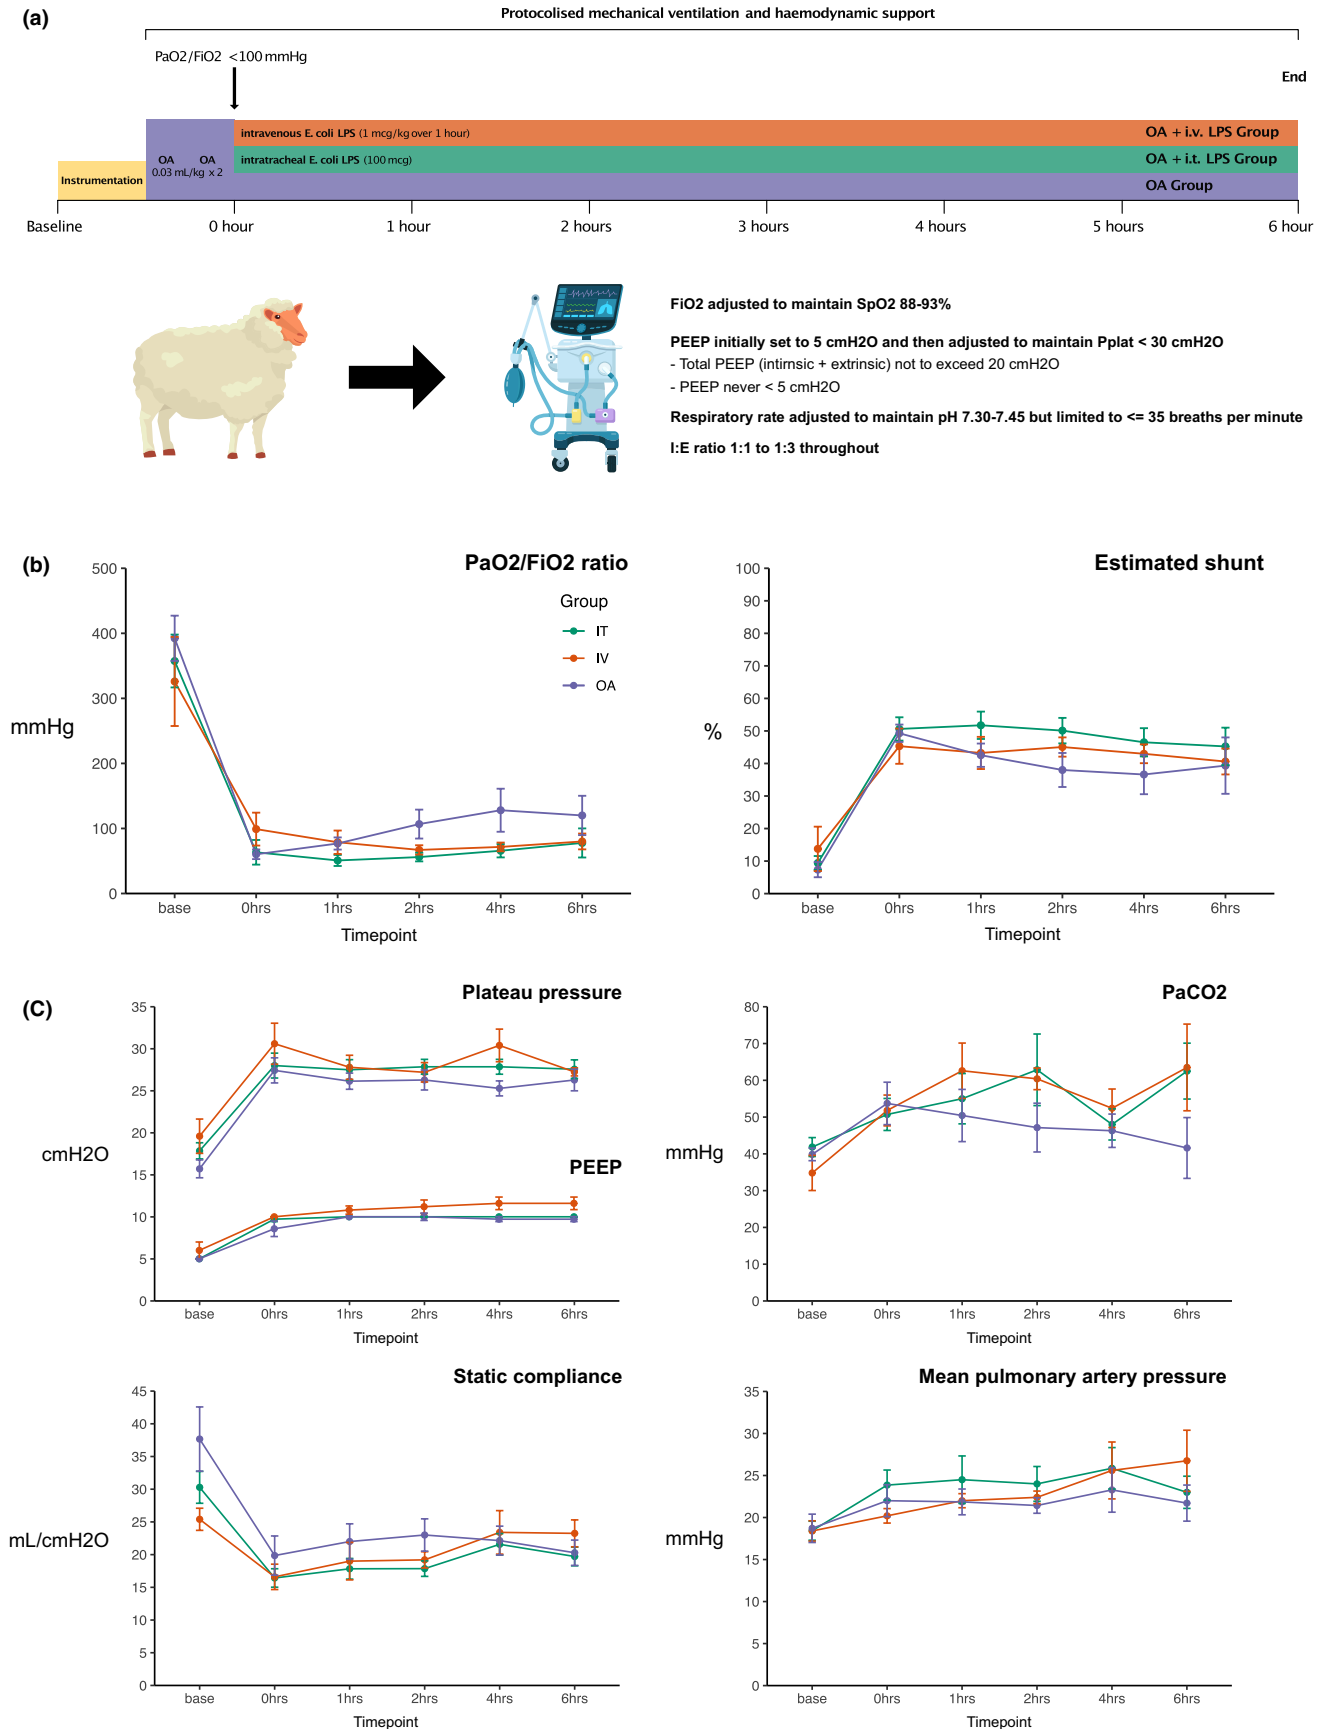 (a)
Protocolised mechanical ventilation and haemodynamic support
PaO2/FiO2 <100 mmHg
End
intravenous E. coli LPS (1 mcg/kg over 1 hour)
OA + i.v. LPS Group
intratracheal E. coli LPS (100 mcg)
OA + i.t. LPS Group
OA OA
0.03 mL/kg x 2
Instrumentation
OA Group
Baseline 0 hour 1 hour 2 hours 3 hours 4 hours 5 hours 6 hour
FiO2 adjusted to maintain SpO2 88-93%
PEEP initially set to 5 cmH2O and then adjusted to maintain Pplat < 30 cmH2O
- Total PEEP (intirnsic + extrinsic) not to exceed 20 cmH2O
- PEEP never < 5 cmH2O
Respiratory rate adjusted to maintain pH 7.30-7.45 but limited to <= 35 breaths per minute
I:E ratio 1:1 to 1:3 throughout
(b)
PaO2/FiO2 ratio
500
400
300
200
100
0
mmHg
Group
IT
IV
OA
base 0hrs 1hrs 2hrs 4hrs 6hrs
Timepoint
Estimated shunt
100
90
80
70
60
50
40
30
20
10
0
%
base 0hrs 1hrs 2hrs 4hrs 6hrs
Timepoint
(C)
Plateau pressure
35
30
25
20
15
10
5
0
cmH2O
PEEP
base 0hrs 1hrs 2hrs 4hrs 6hrs
Timepoint
PaCO2
80
70
60
50
40
30
20
10
0
mmHg
base 0hrs 1hrs 2hrs 4hrs 6hrs
Timepoint
Static compliance
45
40
35
30
25
20
15
10
5
0
mL/cmH2O
base 0hrs 1hrs 2hrs 4hrs 6hrs
Timepoint
Mean pulmonary artery pressure
35
30
25
20
15
10
5
0
mmHg
base 0hrs 1hrs 2hrs 4hrs 6hrs
Timepoint